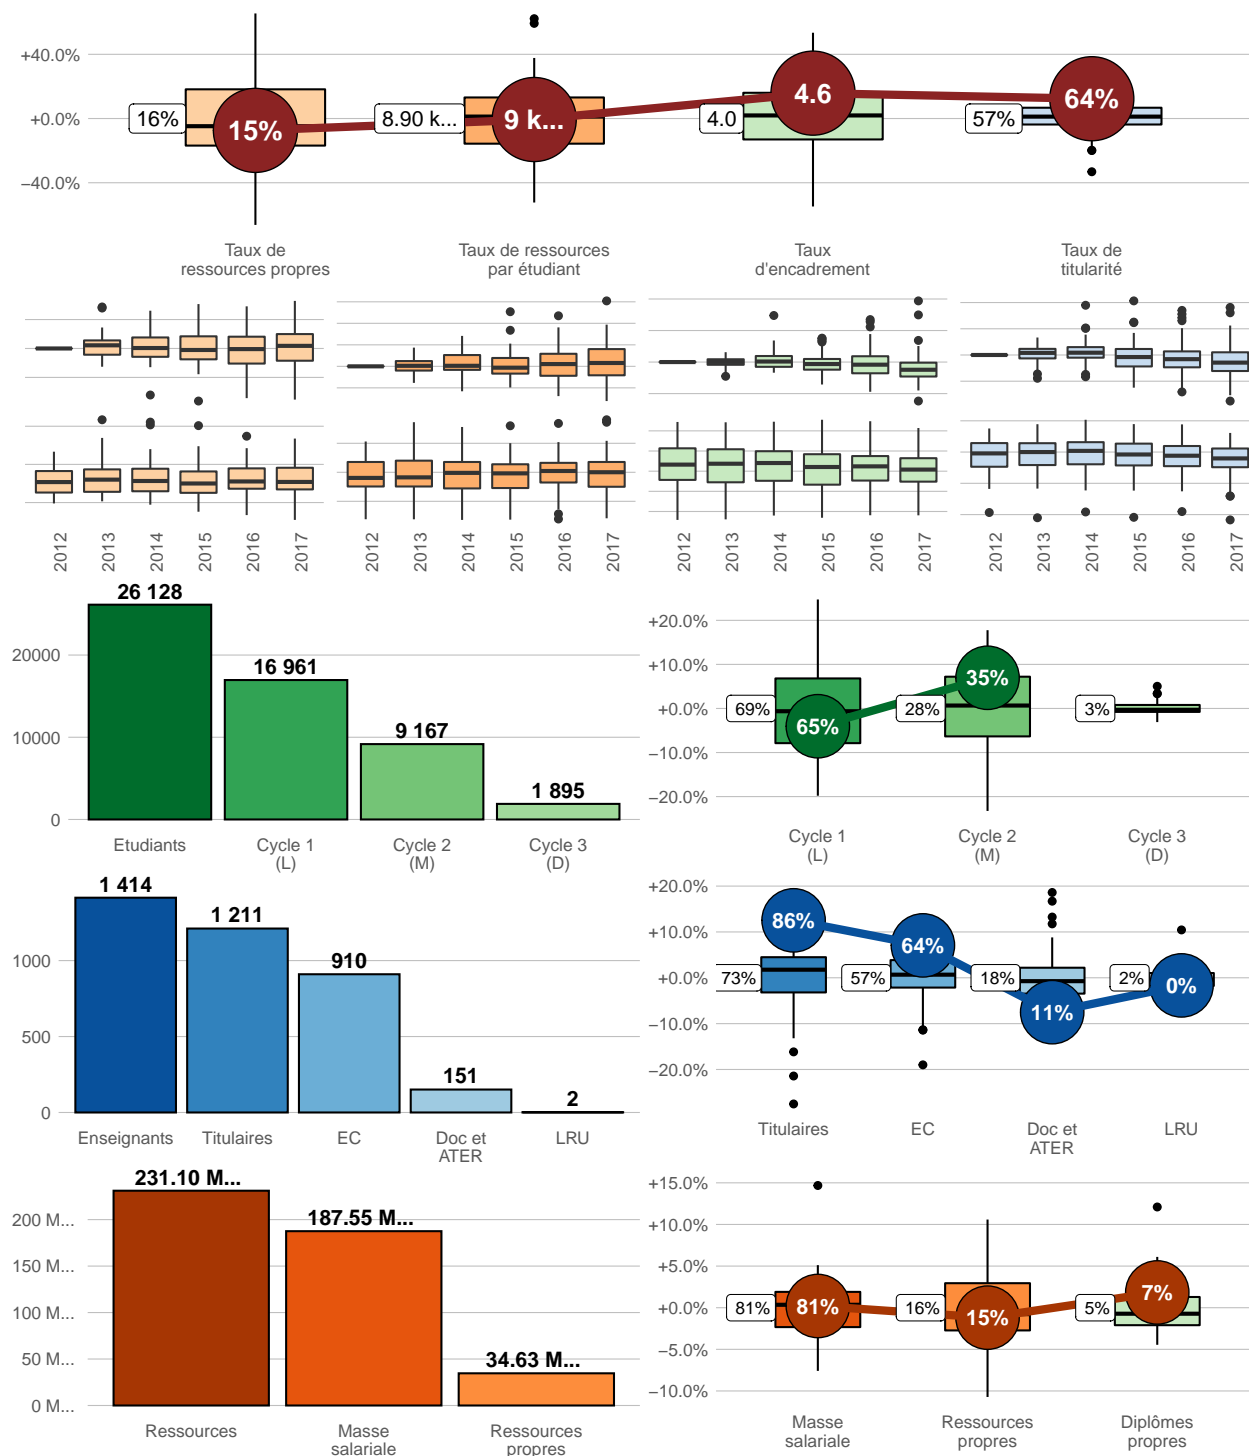 +40.0%
+0.0%
−40.0%
16%
15%
8.90 k...
9 k...
4.0
4.6
57%
64%
Taux de
ressources propres
Taux de ressources
par étudiant
Taux
d'encadrement
Taux de
titularité
2012
2013
2014
2015
2016
2017
2012
2013
2014
2015
2016
2017
2012
2013
2014
2015
2016
2017
2012
2013
2014
2015
2016
2017
20000
10000
0
26 128
16 961
9 167
1 895
Etudiants
Cycle 1
(L)
Cycle 2
(M)
Cycle 3
(D)
+20.0%
+10.0%
+0.0%
−10.0%
−20.0%
69%
65%
28%
35%
3%
Cycle 1
(L)
Cycle 2
(M)
Cycle 3
(D)
1000
500
0
1 414
1 211
910
151
2
Enseignants
Titulaires
EC
Doc et
ATER
LRU
+20.0%
+10.0%
+0.0%
−10.0%
−20.0%
73%
86%
57%
64%
18%
11%
2%
0%
Titulaires
EC
Doc et
ATER
LRU
200 M...
150 M...
100 M...
50 M...
0 M...
231.10 M...
187.55 M...
34.63 M...
Ressources
Masse
salariale
Ressources
propres
+15.0%
+10.0%
+5.0%
+0.0%
−5.0%
−10.0%
81%
81%
16%
15%
5%
7%
Masse
salariale
Ressources
propres
Diplômes
propres